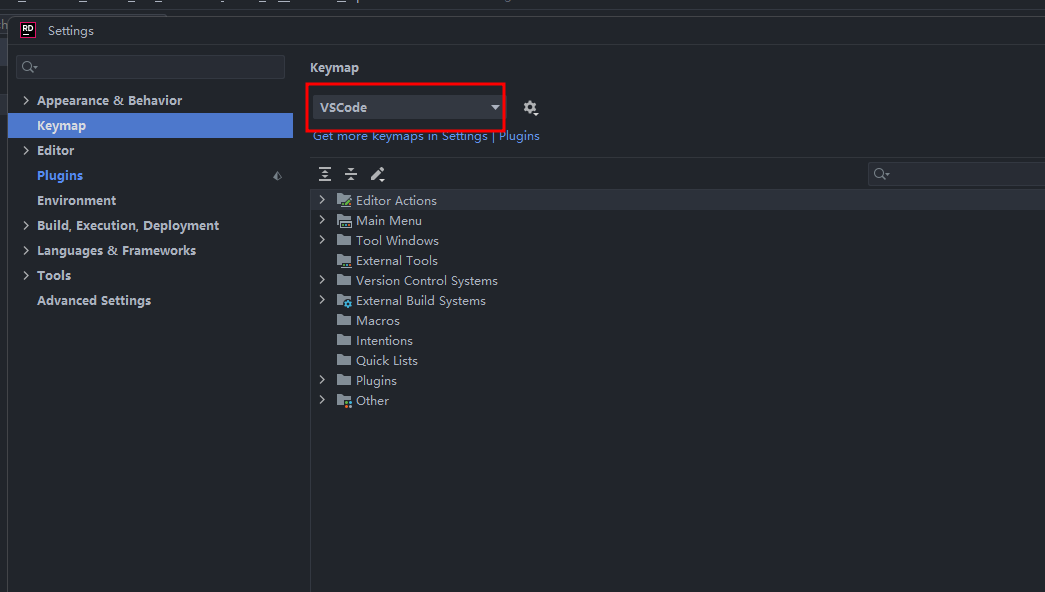 RD
Settings
Keymap
VSCode
Get more keymaps in Settings | Plugins
Appearance & Behavior
Keymap
Editor
Plugins
Environment
Build, Execution, Deployment
Languages & Frameworks
Tools
Advanced Settings
Editor Actions
Main Menu
Tool Windows
External Tools
Version Control Systems
External Build Systems
Macros
Intentions
Quick Lists
Plugins
Other